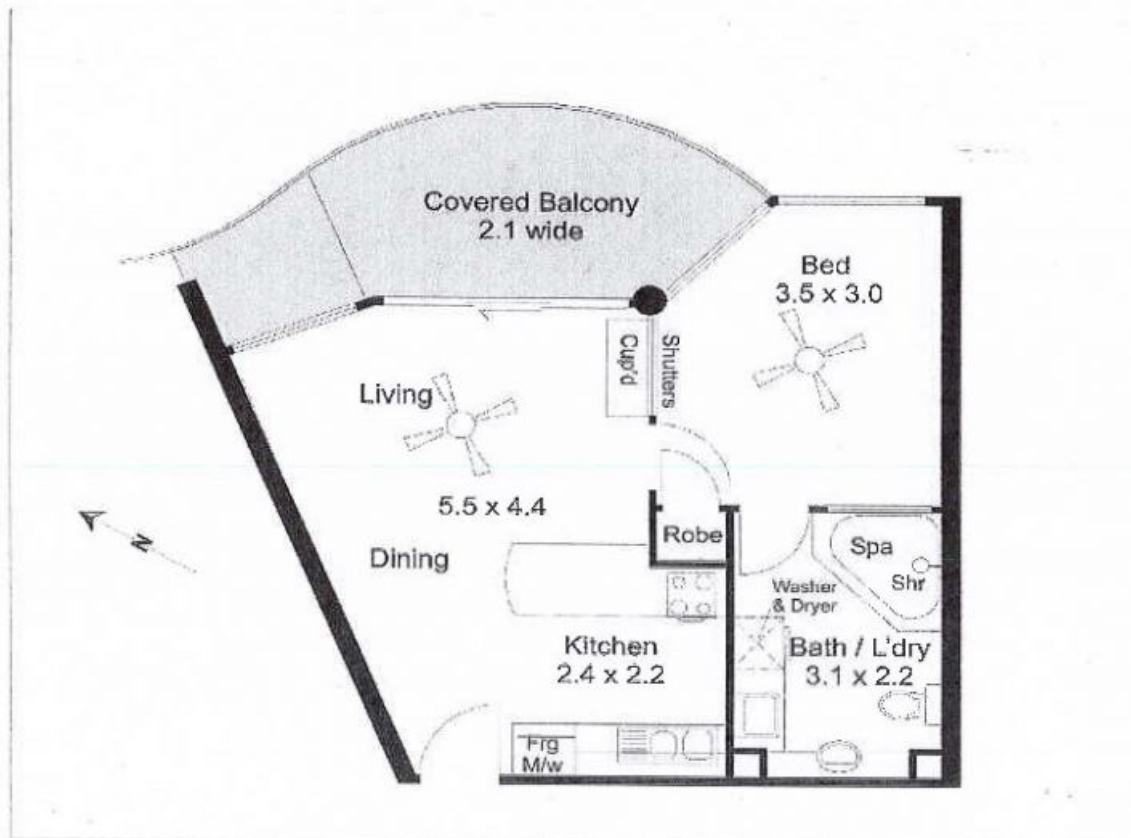 Covered Balcony
2.1 wide
Bed
3.5 x 3.0
Cup'd
Shutters
Living
5.5 x 4.4
Dining
N
Robe
Spa
Shr
Washer
& Dryer
Kitchen
2.4 x 2.2
Bath / L'dry
3.1 x 2.2
Frg
M/w